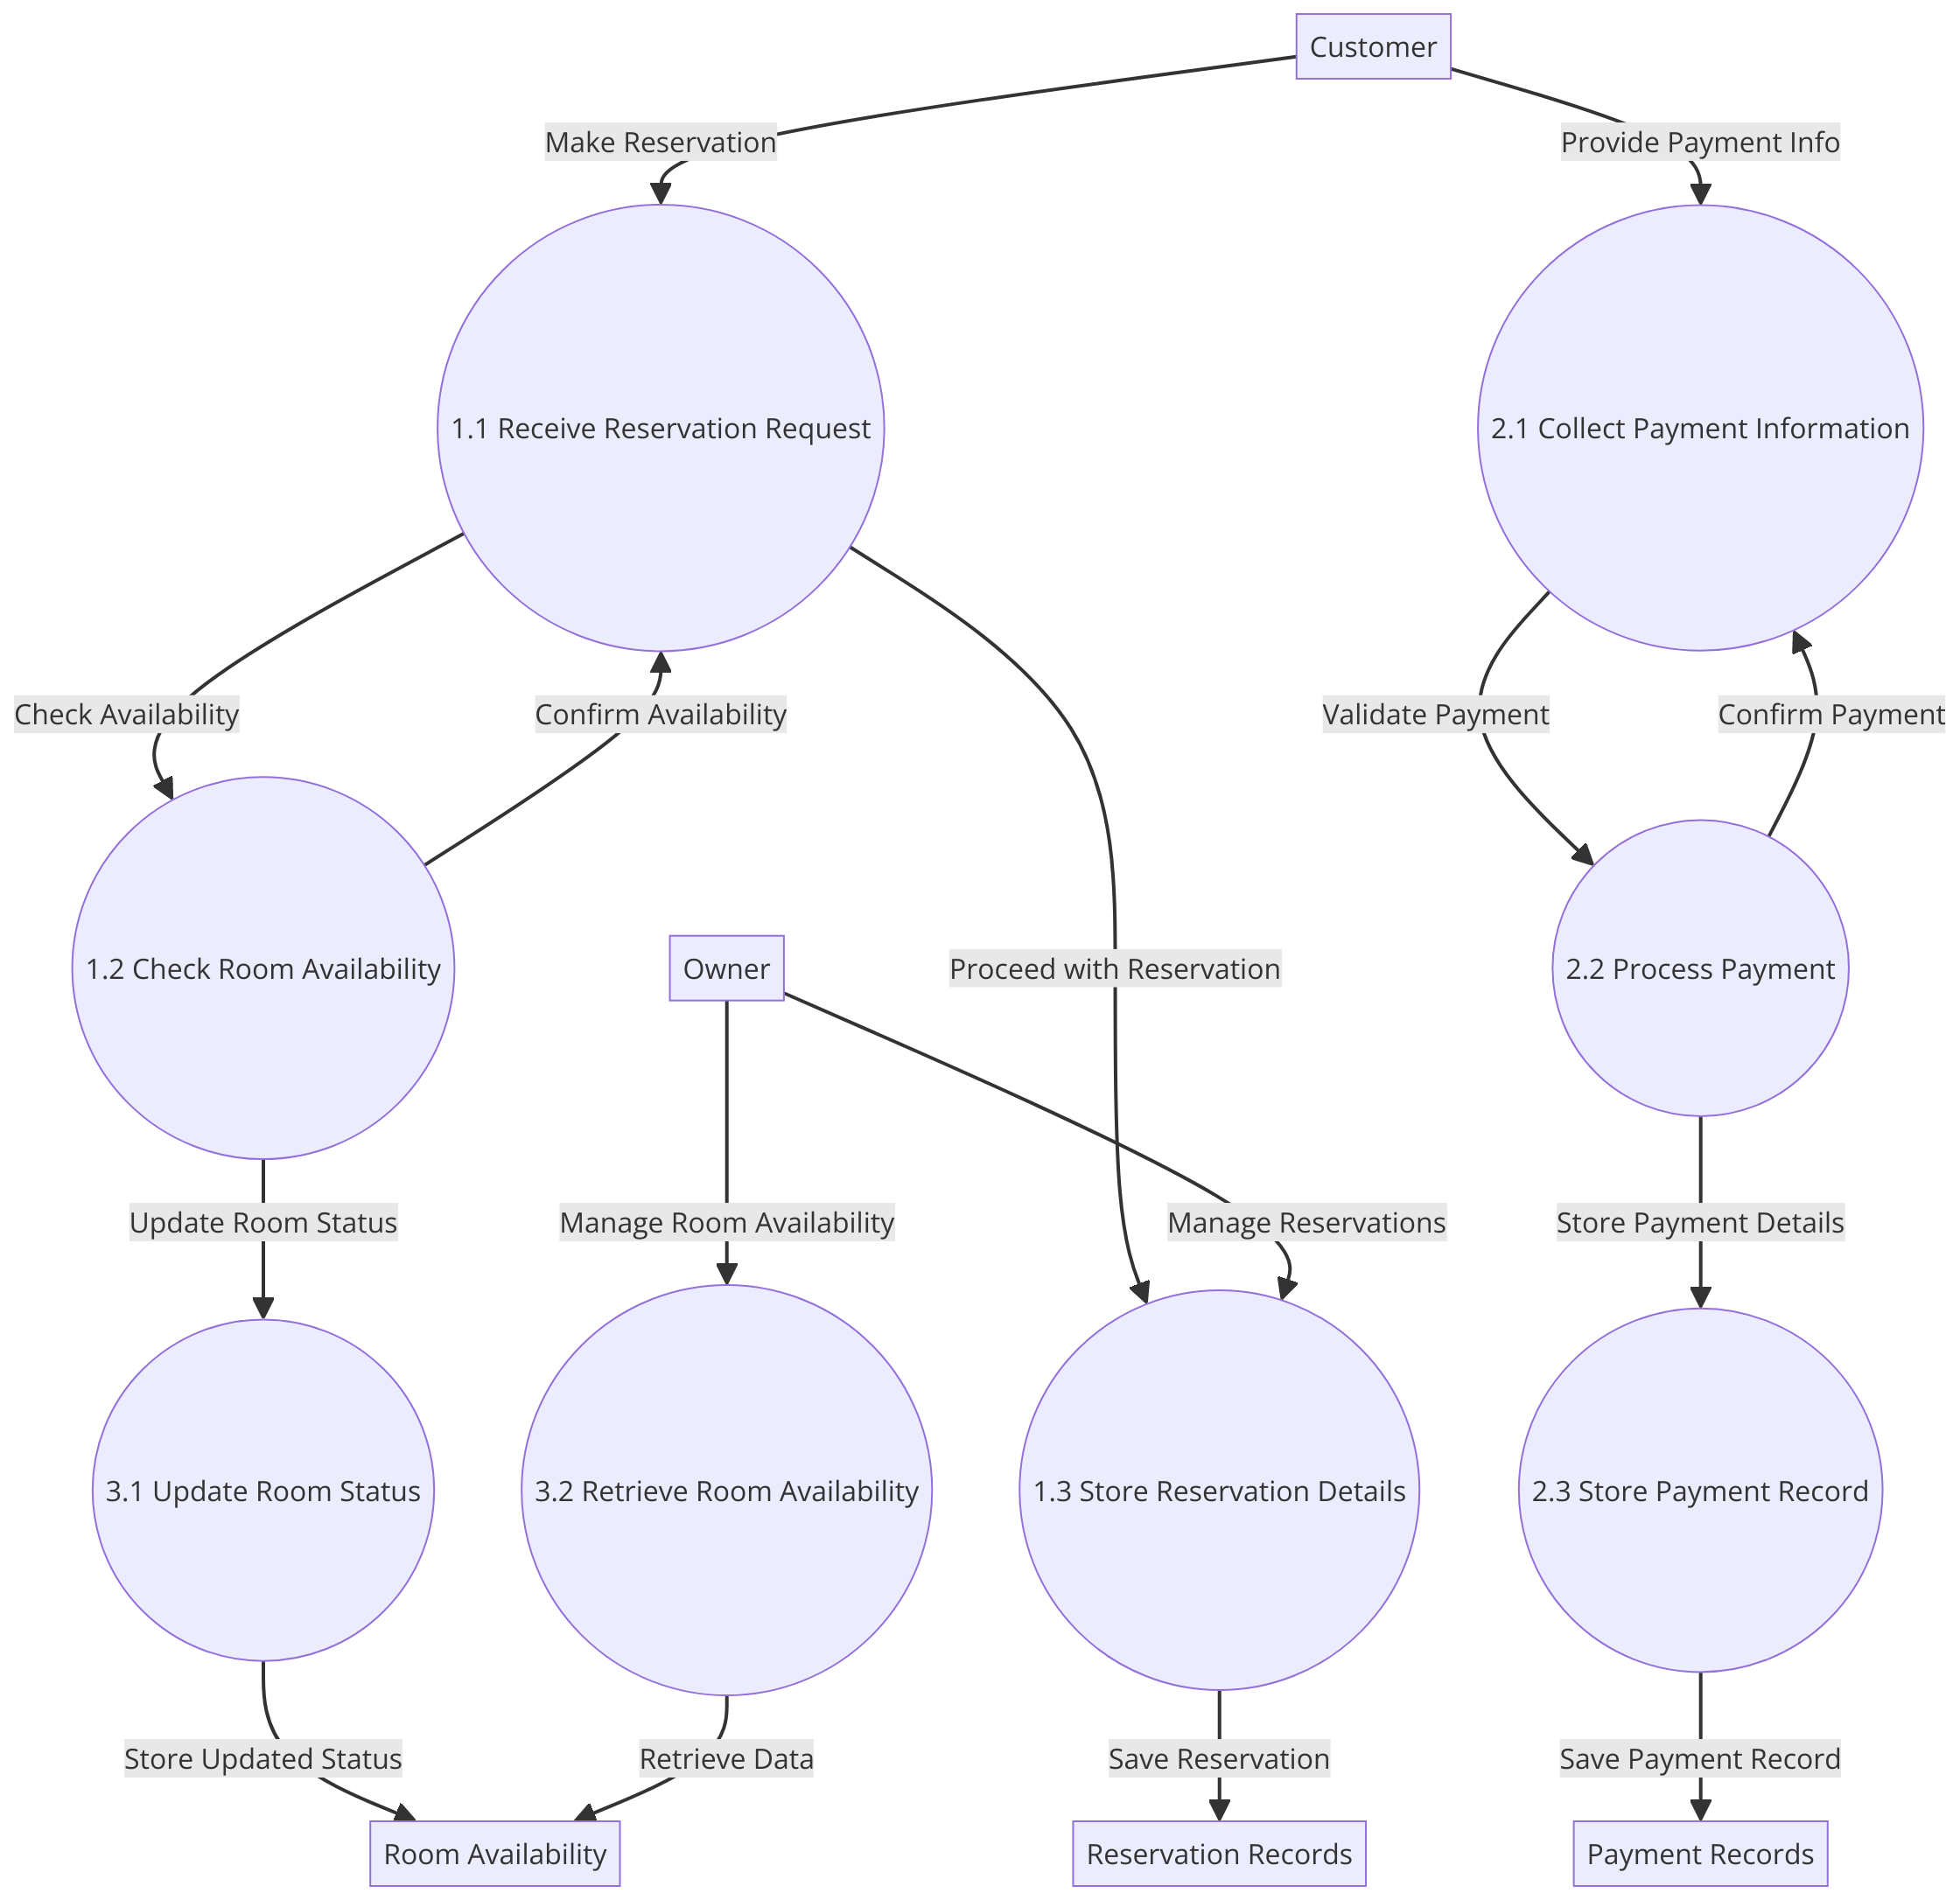 Customer
Make Reservation
Provide Payment Info
1.1 Receive Reservation Request
2.1 Collect Payment Information
Check Availability
Confirm Availability
Validate Payment
Confirm Payment
1.2 Check Room Availability
Owner
Proceed with Reservation
2.2 Process Payment
Update Room Status
Manage Room Availability
Manage Reservations
Store Payment Details
3.1 Update Room Status
3.2 Retrieve Room Availability
1.3 Store Reservation Details
2.3 Store Payment Record
Store Updated Status
Retrieve Data
Save Reservation
Save Payment Record
Room Availability
Reservation Records
Payment Records